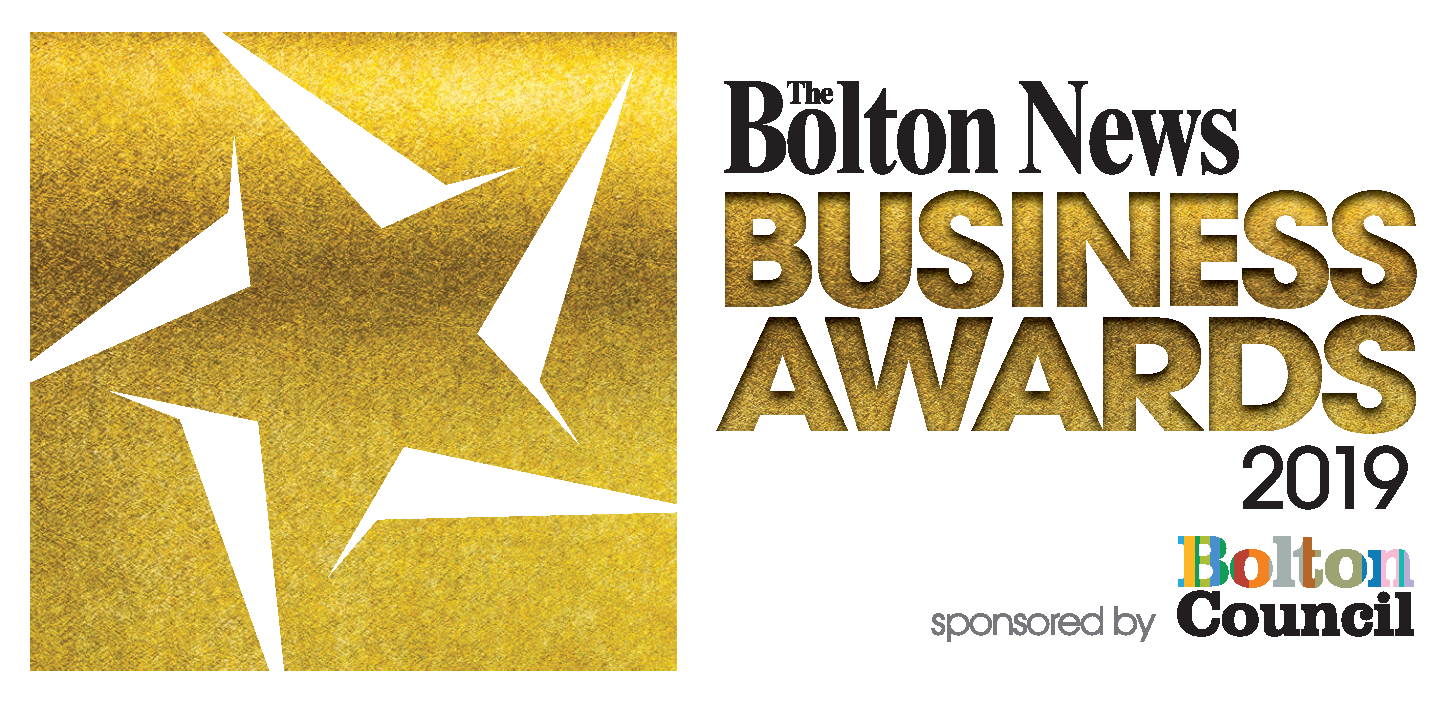 The Bolton News
BUSINESS
AWARDS
2019
sponsored by Bolton
Council